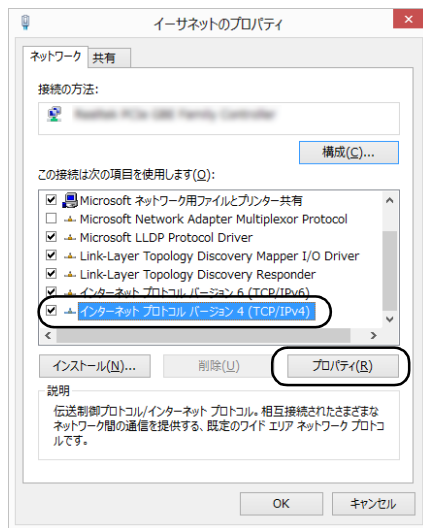 イーサネットのプロパティ
ネットワーク 共有
接続の方法:
構成(C)...
この接続は次の項目を使用します(O):
Microsoft ネットワーク用ファイルとプリンター共有
Microsoft Network Adapter Multiplexor Protocol
Microsoft LLDP Protocol Driver
Link-Layer Topology Discovery Mapper I/O Driver
Link-Layer Topology Discovery Responder
インターネット プロトコル バージョン 6 (TCP/IPv6)
インターネット プロトコル バージョン 4 (TCP/IPv4)
インストール(N)... 削除(U) プロパティ(R)
説明
伝送制御プロトコル/インターネット プロトコル。相互接続されたさまざまな
ネットワーク間の通信を提供する、既定のワイド エリア ネットワーク プロトコ
ルです。
OK キャンセル